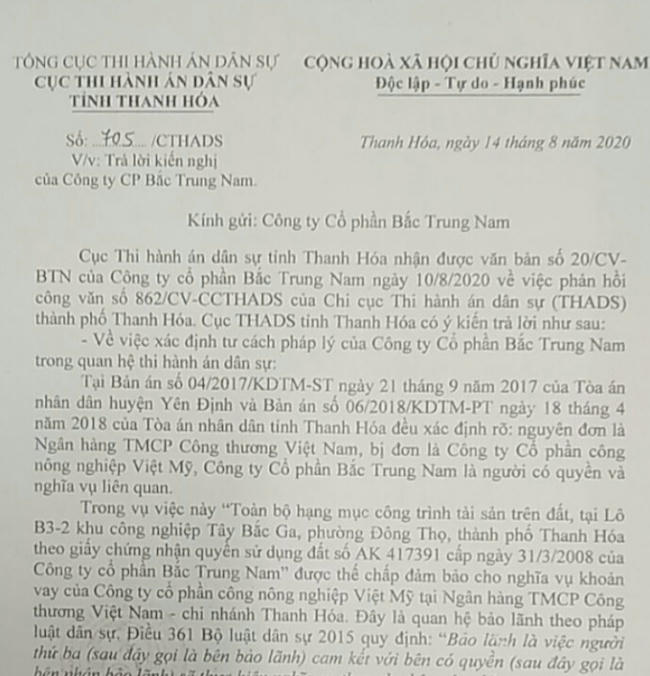 TỔNG CỤC THI HÀNH ÁN DÂN SỰ
CỤC THI HÀNH ÁN DÂN SỰ
TỈNH THANH HÓA
Số: 705 /CTHADS
V/v: Trả lời kiến nghị
của Công ty CP Bắc Trung Nam.
CỘNG HOÀ XÃ HỘI CHỦ NGHĨA VIỆT NAM
Độc lập - Tự do - Hạnh phúc
Thanh Hóa, ngày 14 tháng 8 năm 2020
Kính gửi: Công ty Cổ phần Bắc Trung Nam
Cục Thi hành án dân sự tỉnh Thanh Hóa nhận được văn bản số 20/CV-
BTN của Công ty cổ phần Bắc Trung Nam ngày 10/8/2020 về việc phản hồi
công văn số 862/CV-CCTHADS của Chi cục Thi hành án dân sự (THADS)
thành phố Thanh Hóa. Cục THADS tỉnh Thanh Hóa có ý kiến trả lời như sau:
- Về việc xác định tư cách pháp lý của Công ty Cổ phần Bắc Trung Nam
trong quan hệ thi hành án dân sự:
Tại Bản án số 04/2017/KDTM-ST ngày 21 tháng 9 năm 2017 của Tòa án
nhân dân huyện Yên Định và Bản án số 06/2018/KDTM-PT ngày 18 tháng 4
năm 2018 của Tòa án nhân dân tỉnh Thanh Hóa đều xác định rõ: nguyên đơn là
Ngân hàng TMCP Công thương Việt Nam, bị đơn là Công ty Cổ phần công
nông nghiệp Việt Mỹ, Công ty Cổ phần Bắc Trung Nam là người có quyền và
nghĩa vụ liên quan.
Trong vụ việc này “Toàn bộ hạng mục công trình tài sản trên đất, tại Lô
B3-2 khu công nghiệp Tây Bắc Ga, phường Đông Thọ, thành phố Thanh Hóa
theo giấy chứng nhận quyền sử dụng đất số AK 417391 cấp ngày 31/3/2008 của
Công ty cổ phần Bắc Trung Nam” được thế chấp đảm bảo cho nghĩa vụ khoản
vay của Công ty cổ phần công nông nghiệp Việt Mỹ tại Ngân hàng TMCP Công
thương Việt Nam - chi nhánh Thanh Hóa. Đây là quan hệ bảo lãnh theo pháp
luật dân sự. Điều 361 Bộ luật dân sự 2015 quy định: “Bảo lãnh là việc người
thứ ba (sau đây gọi là bên bảo lãnh) cam kết với bên có quyền (sau đây gọi là